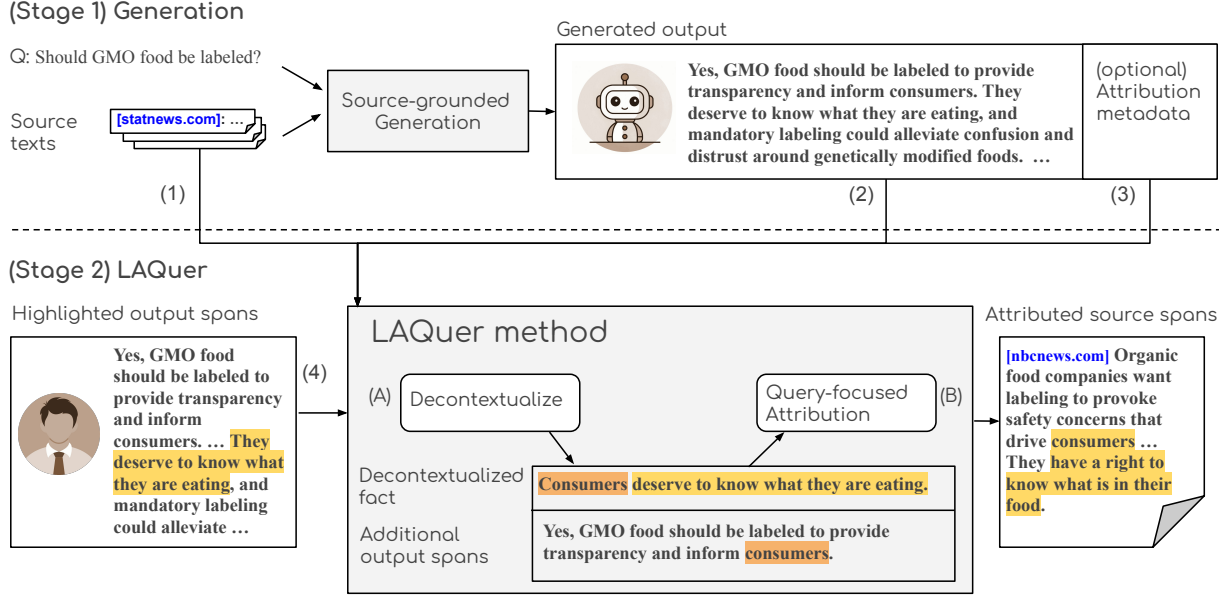 (Stage 1) Generation
Q: Should GMO food be labeled?
Source texts
[statnews.com]: …
Source-grounded
Generation
Generated output
Yes, GMO food should be labeled to provide
transparency and inform consumers. They
deserve to know what they are eating, and
mandatory labeling could alleviate confusion and
distrust around genetically modified foods. …
(optional)
Attribution
metadata
(1)
(2)
(3)
(Stage 2) LAQuer
Highlighted output spans
Yes, GMO food
should be labeled to
provide transparency
and inform
consumers. … They
deserve to know what
they are eating, and
mandatory labeling
could alleviate …
(4)
LAQuer method
(A)
Decontextualize
Query-focused
Attribution
(B)
Decontextualized
fact
Consumers deserve to know what they are eating.
Additional
output spans
Yes, GMO food should be labeled to provide
transparency and inform consumers.
Attributed source spans
[nbcnews.com] Organic
food companies want
labeling to provoke
safety concerns that
drive consumers …
They have a right to
know what is in their
food.